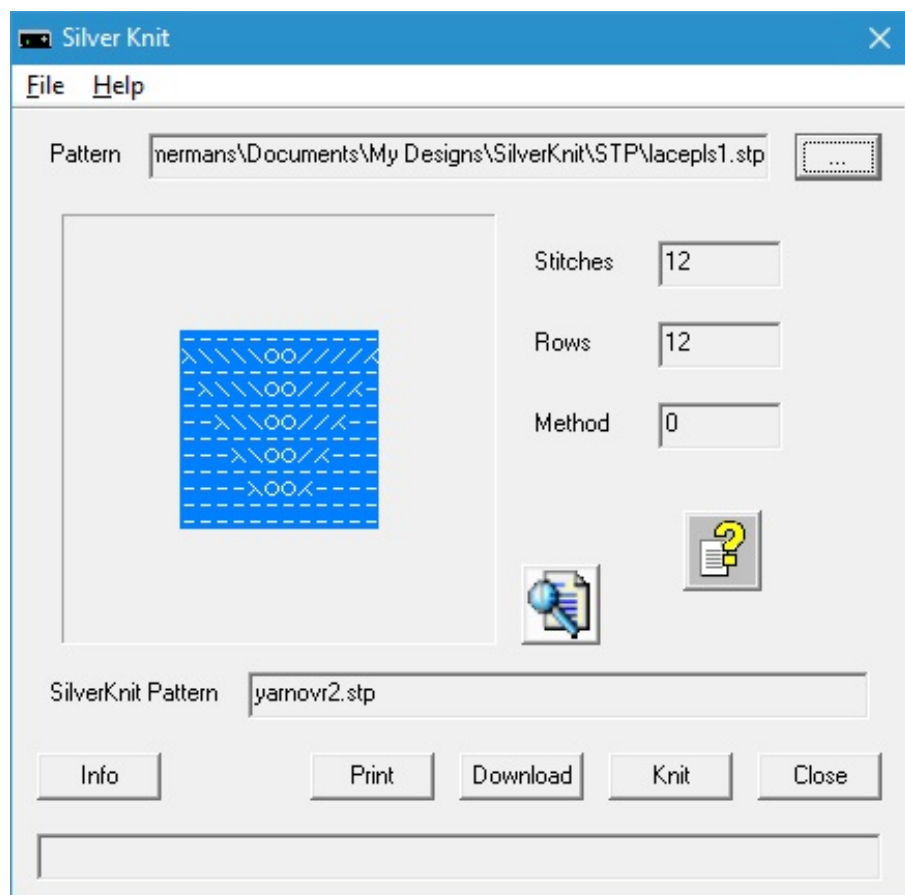 Silver Knit
File Help
Pattern nermans\Documents\My Designs\SilverKnit\STP\lacepls1.stp ...
Stitches 12
Rows 12
Method 0
SilverKnit Pattern yarnovr2.stp
Info Print Download Knit Close